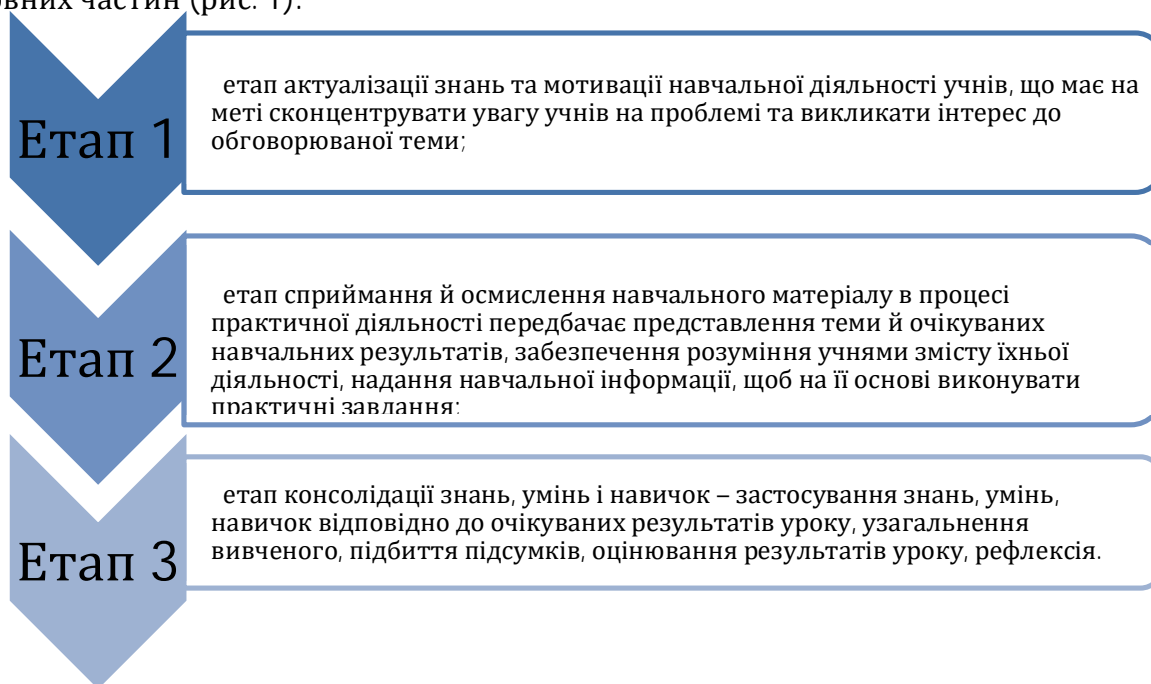 частин (рис. 1).
Етап 1
етап актуалізації знань та мотивації навчальної діяльності учнів, що має на
меті сконцентрувати увагу учнів на проблемі та викликати інтерес до
обговорюваної теми;
Етап 2
етап сприймання й осмислення навчального матеріалу в процесі
практичної діяльності передбачає представлення теми й очікуваних
навчальних результатів, забезпечення розуміння учнями змісту їхньої
діяльності, надання навчальної інформації, щоб на її основі виконувати
практичні завдання;
Етап 3
етап консолідації знань, умінь і навичок – застосування знань, умінь,
навичок відповідно до очікуваних результатів уроку, узагальнення
вивченого, підбиття підсумків, оцінювання результатів уроку, рефлексія.